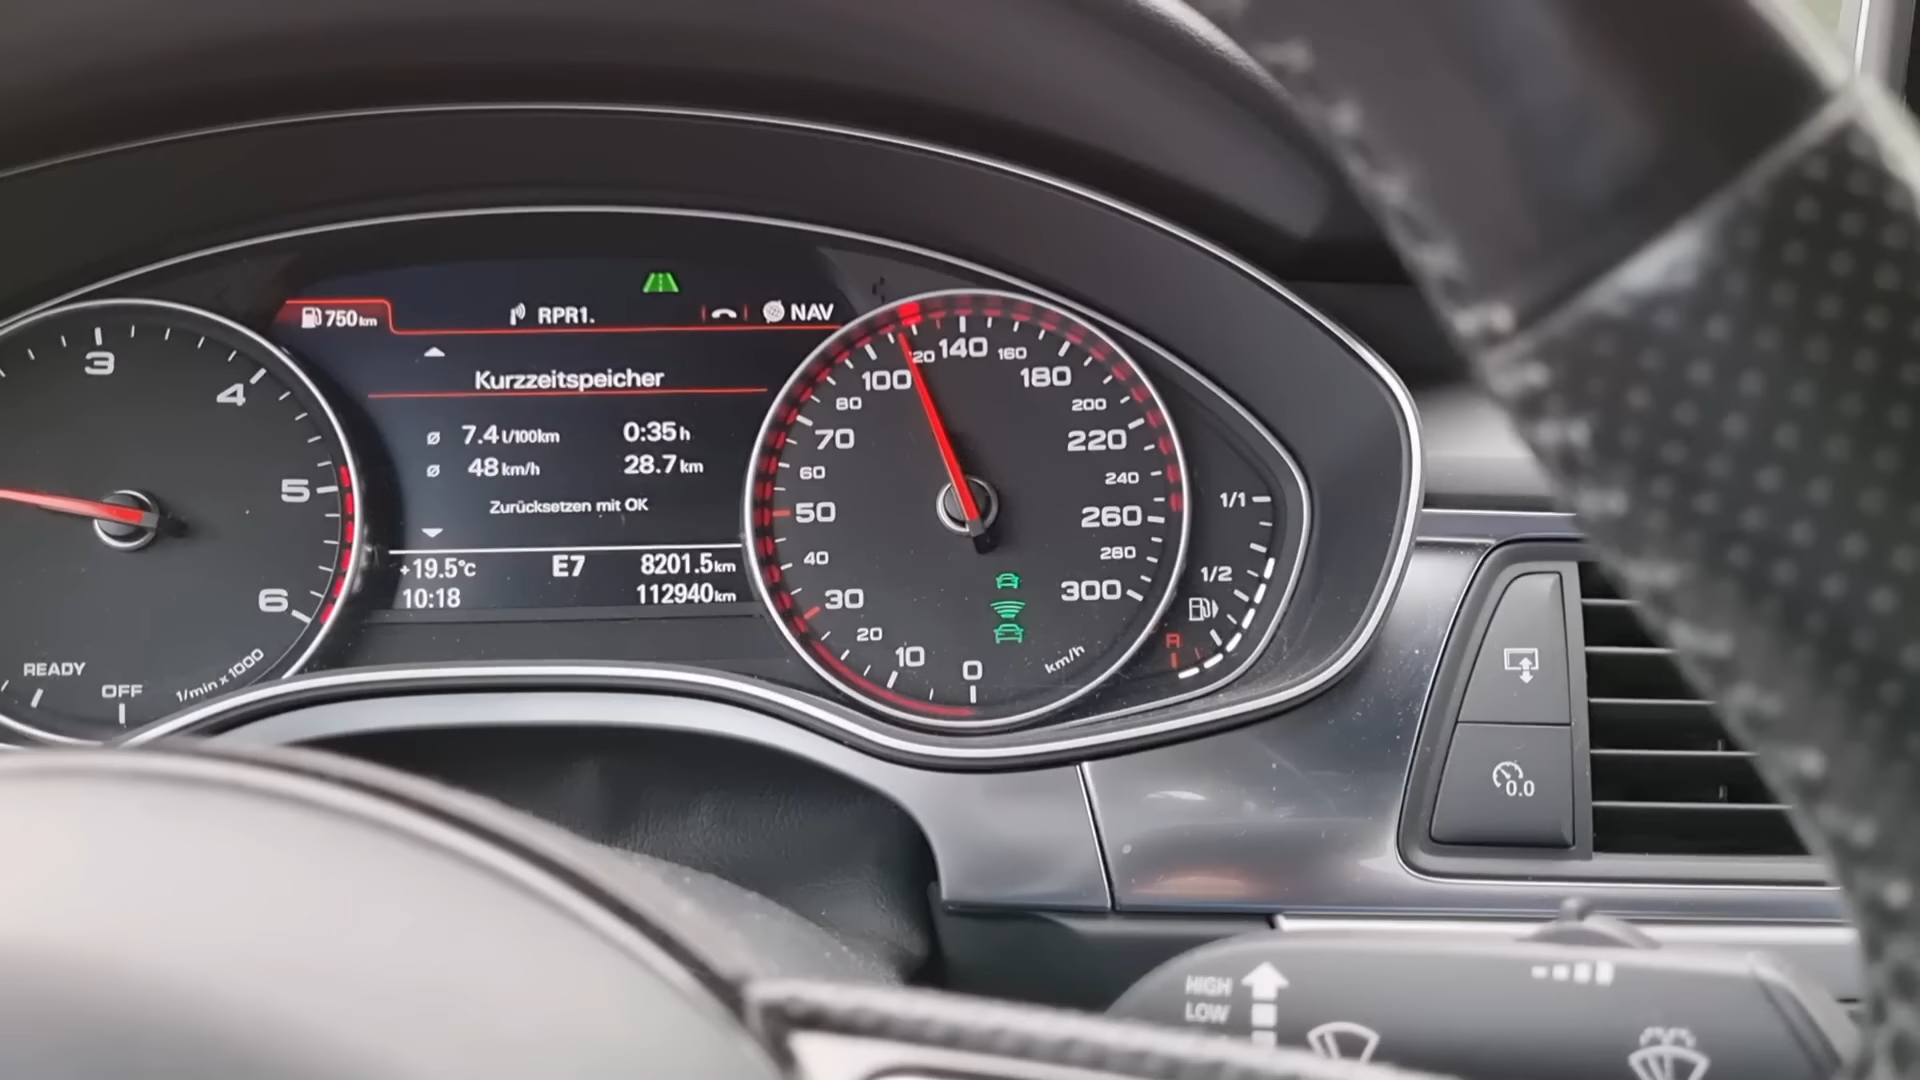 750 km
RPR1.
NAV
Kurzzeitspeicher
ø 7.4 l/100km 0:35 h
ø 48 km/h 28.7 km
Zurücksetzen mit OK
+19.5°C E7 8201.5 km
10:18 112940 km
3
4
5
6
READY
OFF
1/min x 1000
0
10
20
30
40
50
60
70
80
100
20
140
160
180
200
220
240
260
280
300
km/h
1/1
1/2
R
0.0
HIGH
LOW